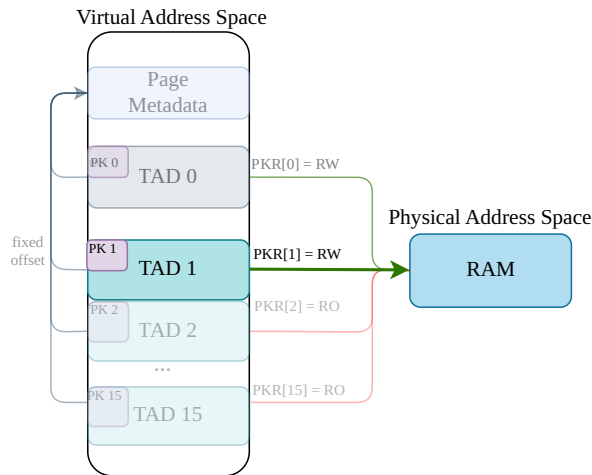 Virtual Address Space
Page
Metadata
PK 0
TAD 0
PKR[0] = RW
Physical Address Space
fixed
offset
PK 1
TAD 1
PKR[1] = RW
RAM
PK 2
TAD 2
PKR[2] = RO
...
PK 15
TAD 15
PKR[15] = RO